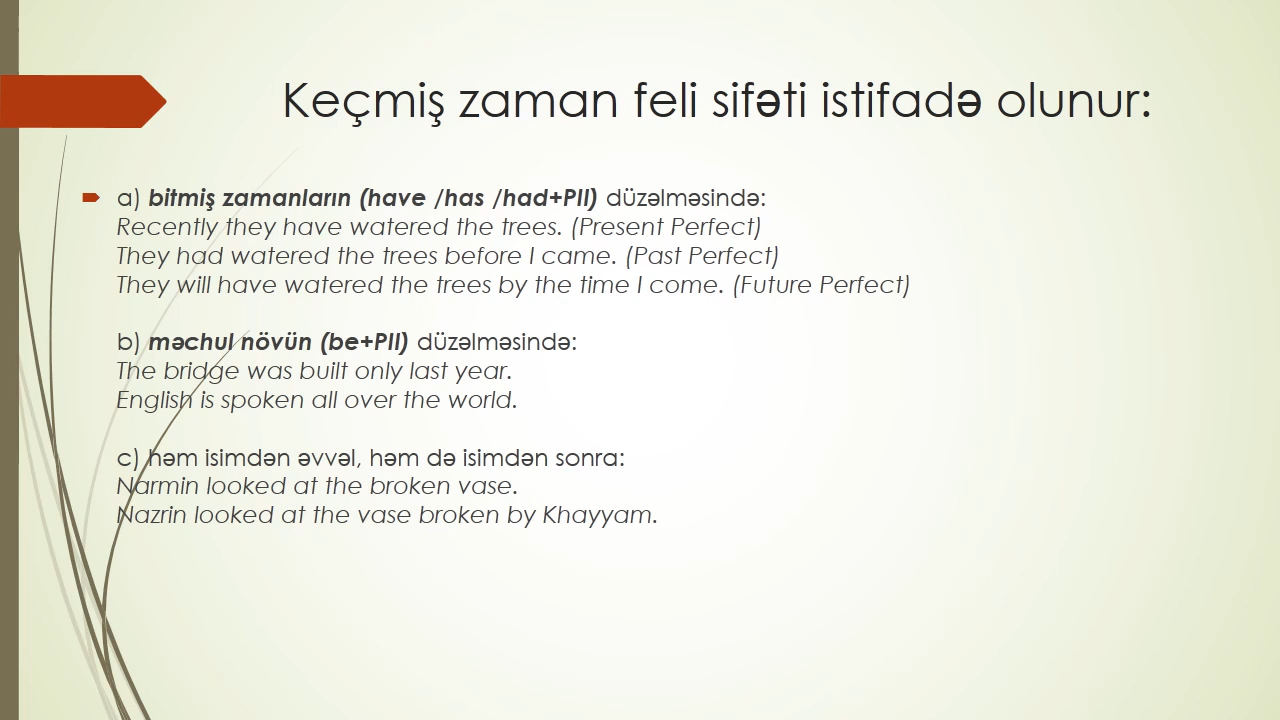 Keçmiş zaman feli sifəti istifadə olunur:
a) bitmiş zamanların (have /has /had+PII) düzəlməsində:
Recently they have watered the trees. (Present Perfect)
They had watered the trees before I came. (Past Perfect)
They will have watered the trees by the time I come. (Future Perfect)
b) məchul növün (be+PII) düzəlməsində:
The bridge was built only last year.
English is spoken all over the world.
c) həm isimdən əvvəl, həm də isimdən sonra:
Narmin looked at the broken vase.
Nazrin looked at the vase broken by Khayyam.